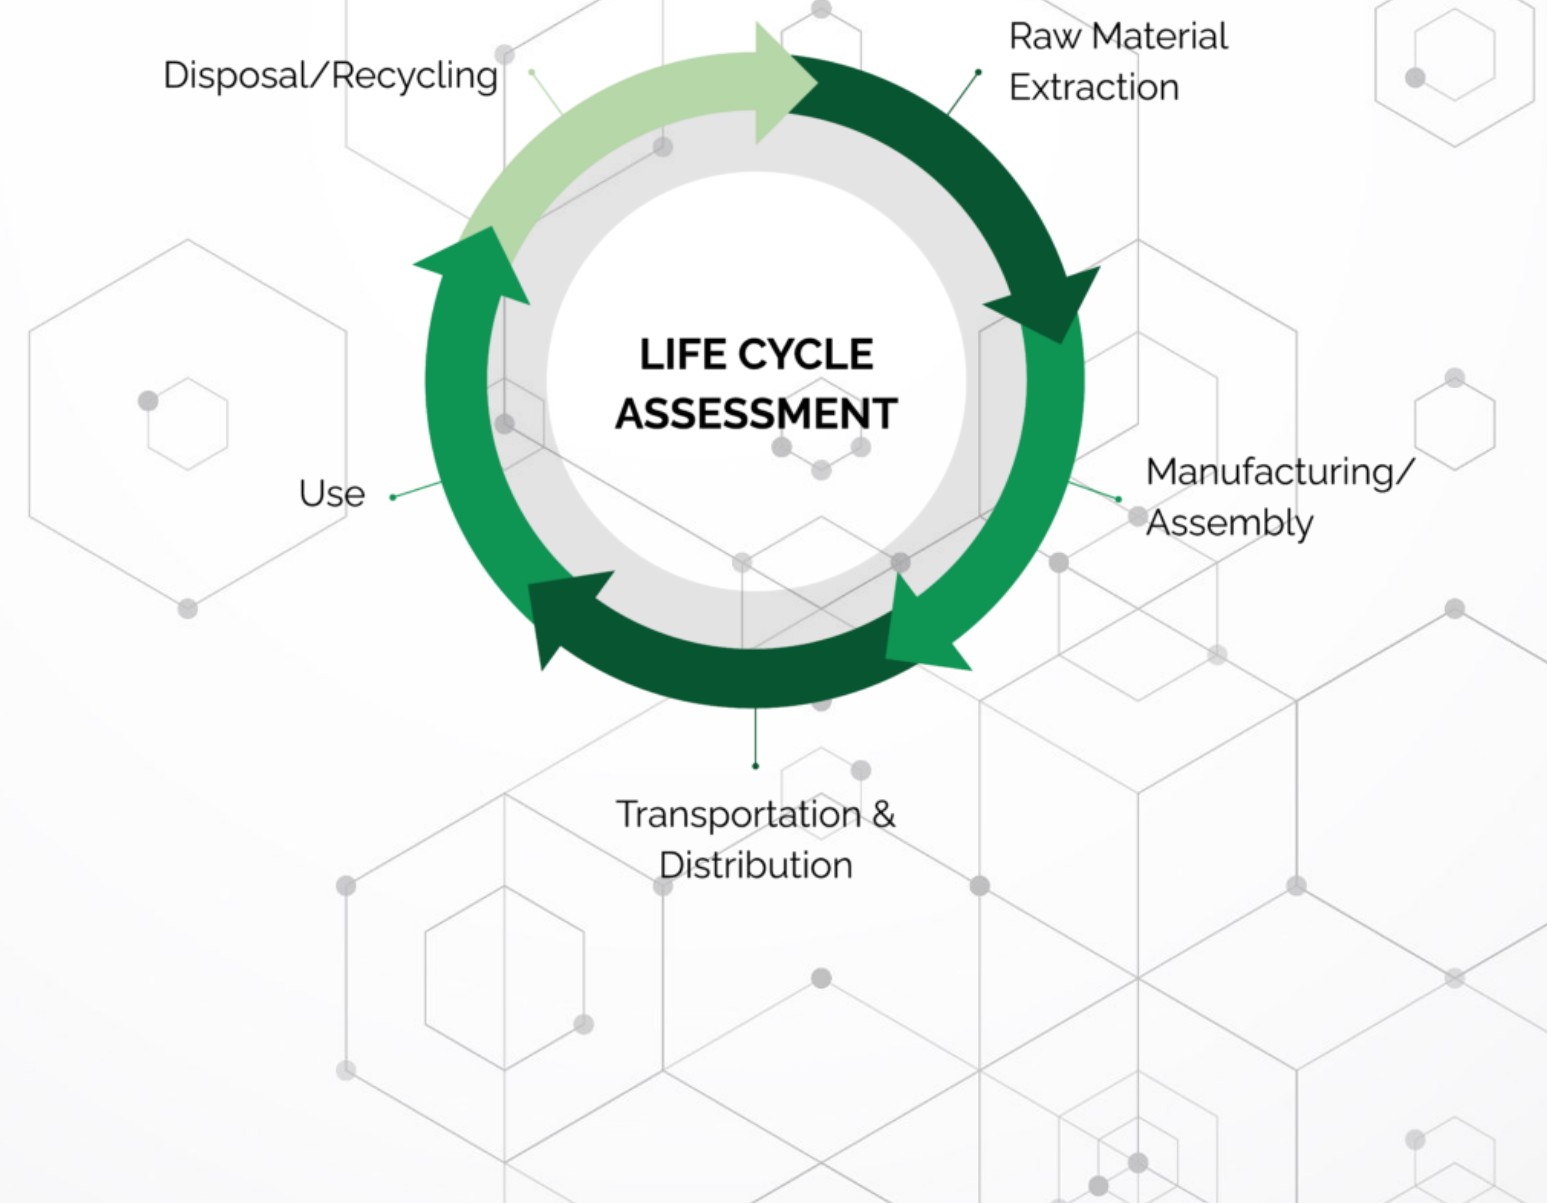 Disposal/Recycling
Raw Material
Extraction
LIFE CYCLE
ASSESSMENT
Use
Manufacturing/
Assembly
Transportation &
Distribution